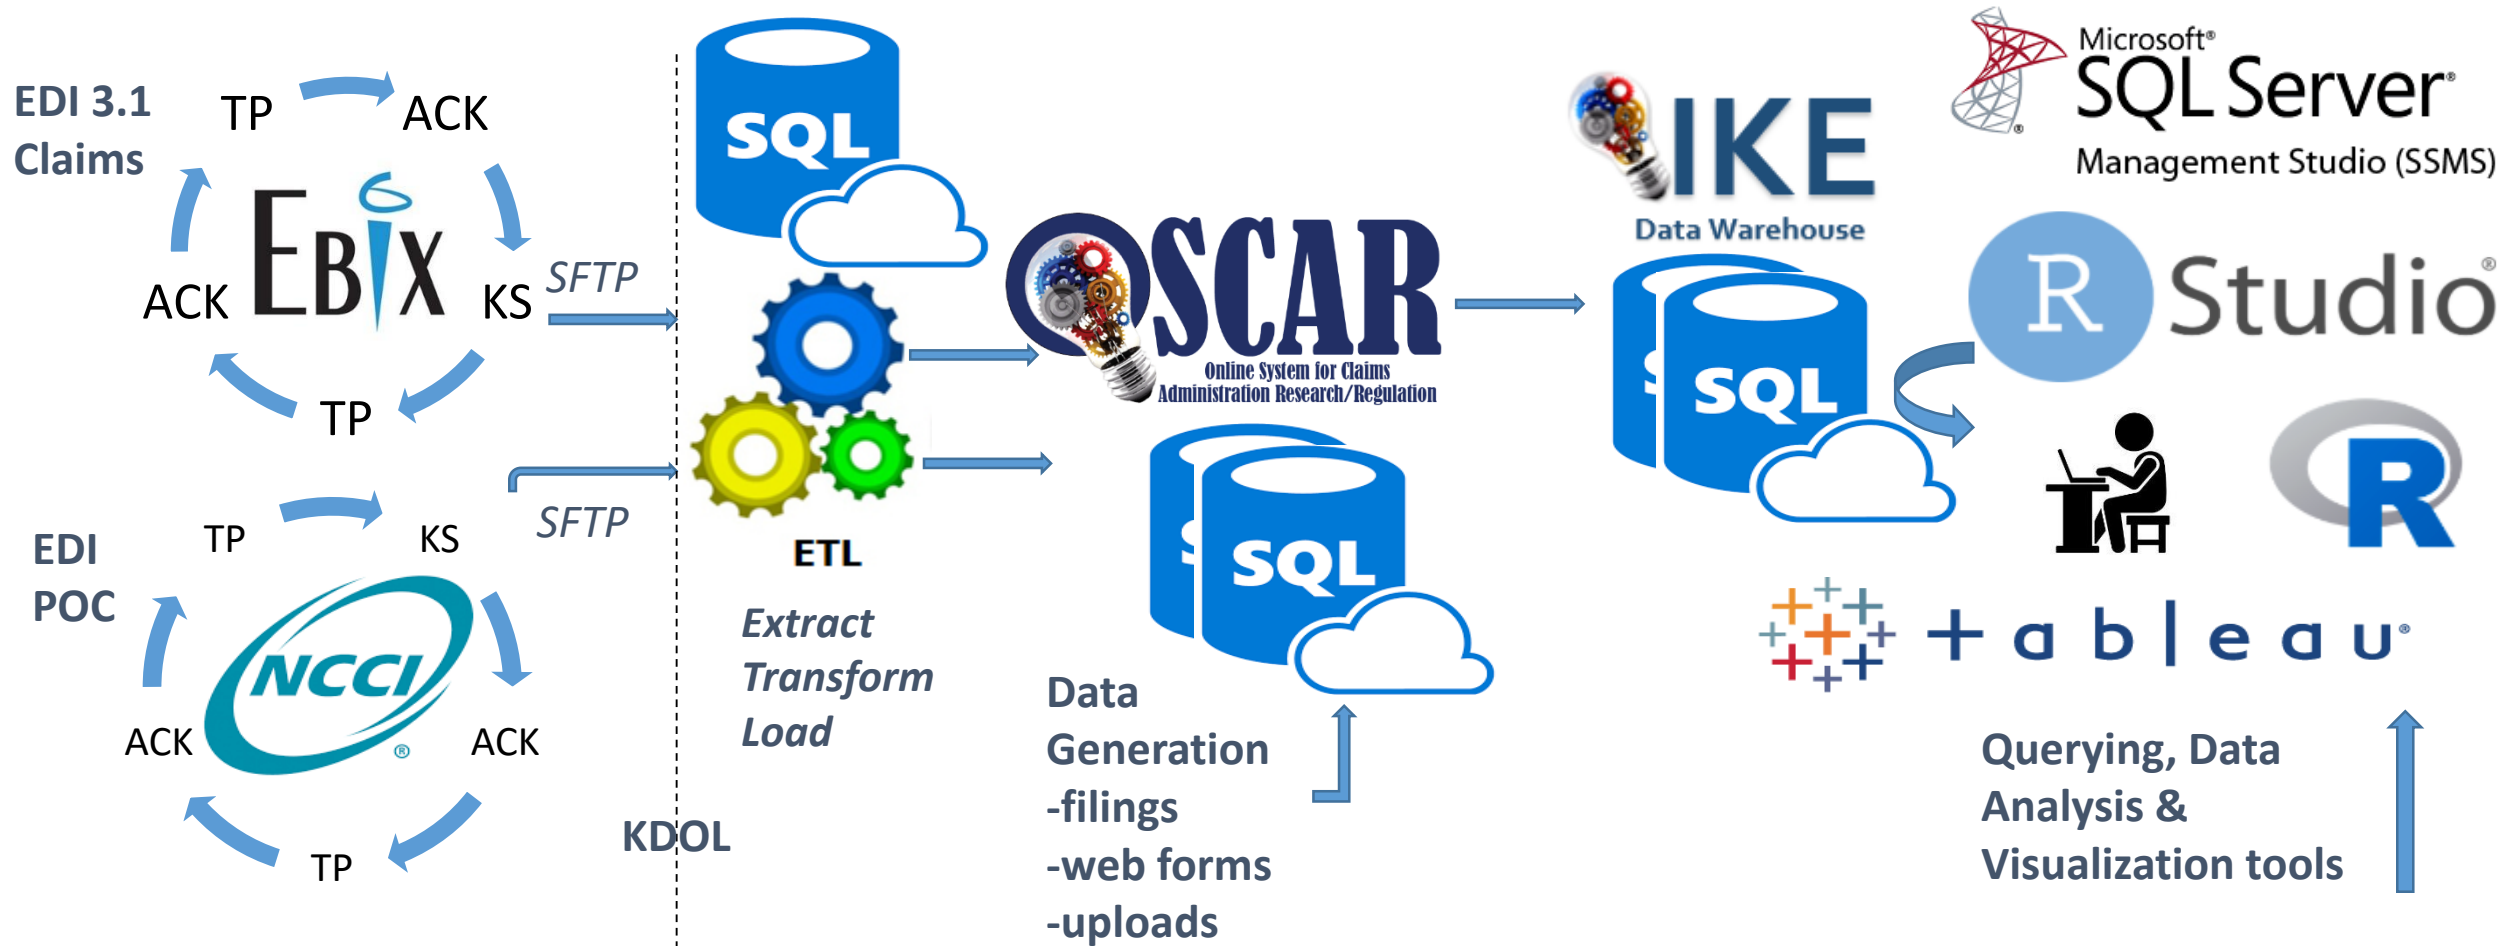 EDI 3.1
Claims
TP
ACK
EBIX
ACK
KS
TP
SFTP
EDI
POC
TP
KS
NCCI
®
ACK
ACK
TP
SFTP
KDOL
SQL
ETL
Extract
Transform
Load
OSCAR
Online System for Claims
Administration Research/Regulation
S
SQL
Data
Generation
-filings
-web forms
-uploads
IKE
Data Warehouse
S
SQL
Microsoft®
SQL Server®
®
Management Studio (SSMS)
R Studio®
R
+ableau®
Querying, Data
Analysis &
Visualization tools